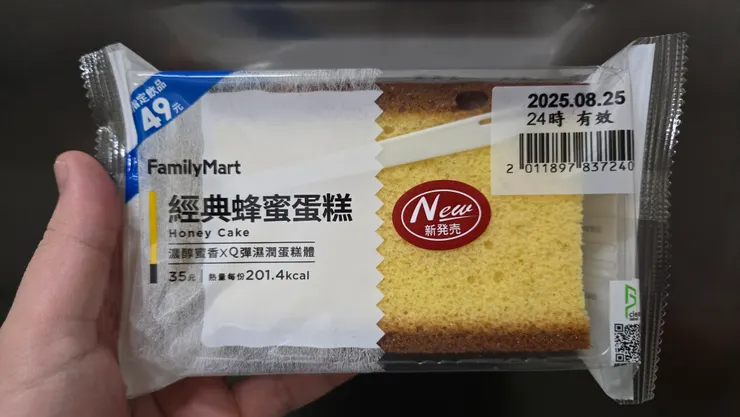 指定飲品
49元
FamilyMart
經典蜂蜜蛋糕
Honey Cake
濃醇蜜香XQ彈濕潤蛋糕體
35元 熱量每份201.4kcal
New
新発売
2025.08.25
24時 有效
2 011897 837240